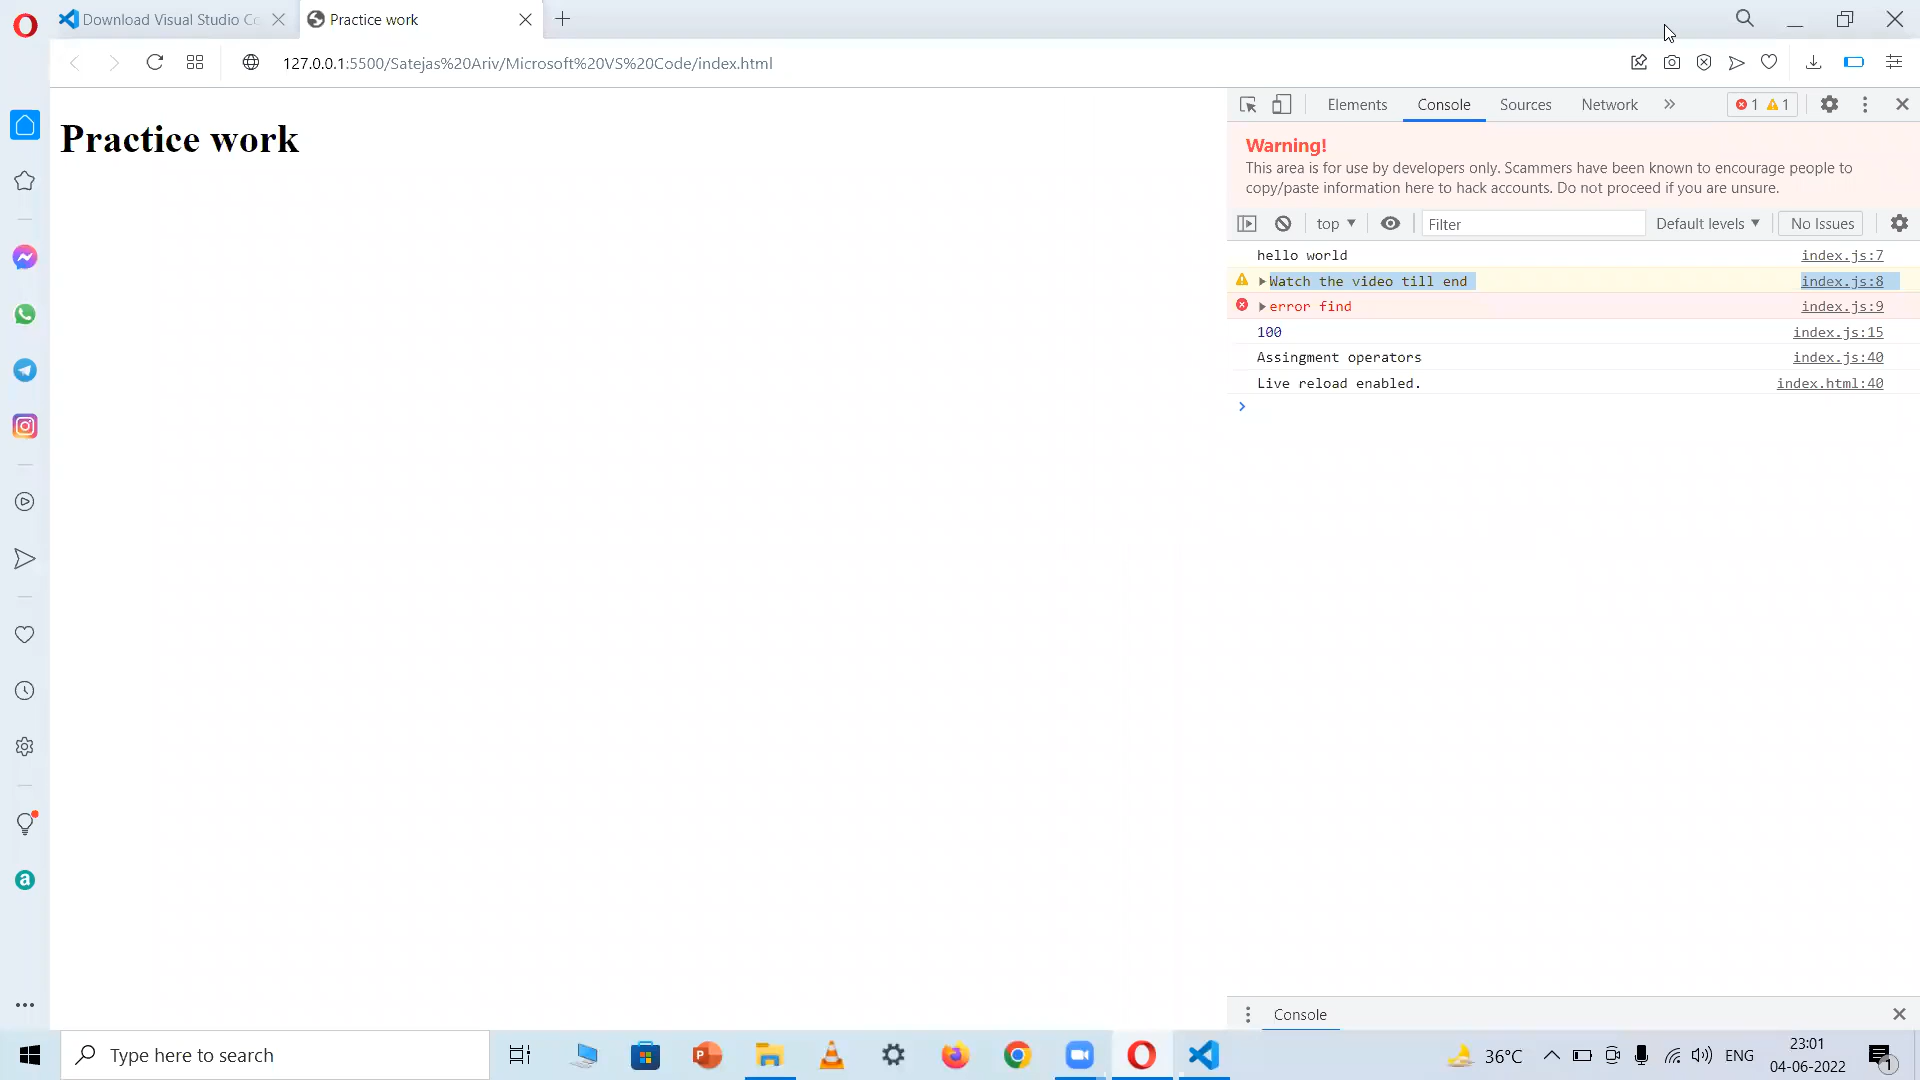 Download Visual Studio Co
Practice work
127.0.0.1:5500/Satejas%20Ariv/Microsoft%20VS%20Code/index.html
Practice work
Elements Console Sources Network 1 1
Warning!
This area is for use by developers only. Scammers have been known to encourage people to
copy/paste information here to hack accounts. Do not proceed if you are unsure.
top Filter Default levels No Issues
hello world index.js:7
Watch the video till end index.js:8
error find index.js:9
100 index.js:15
Assingment operators index.js:40
Live reload enabled. index.html:40
Console
Type here to search
36°C ENG
23:01
04-06-2022
1